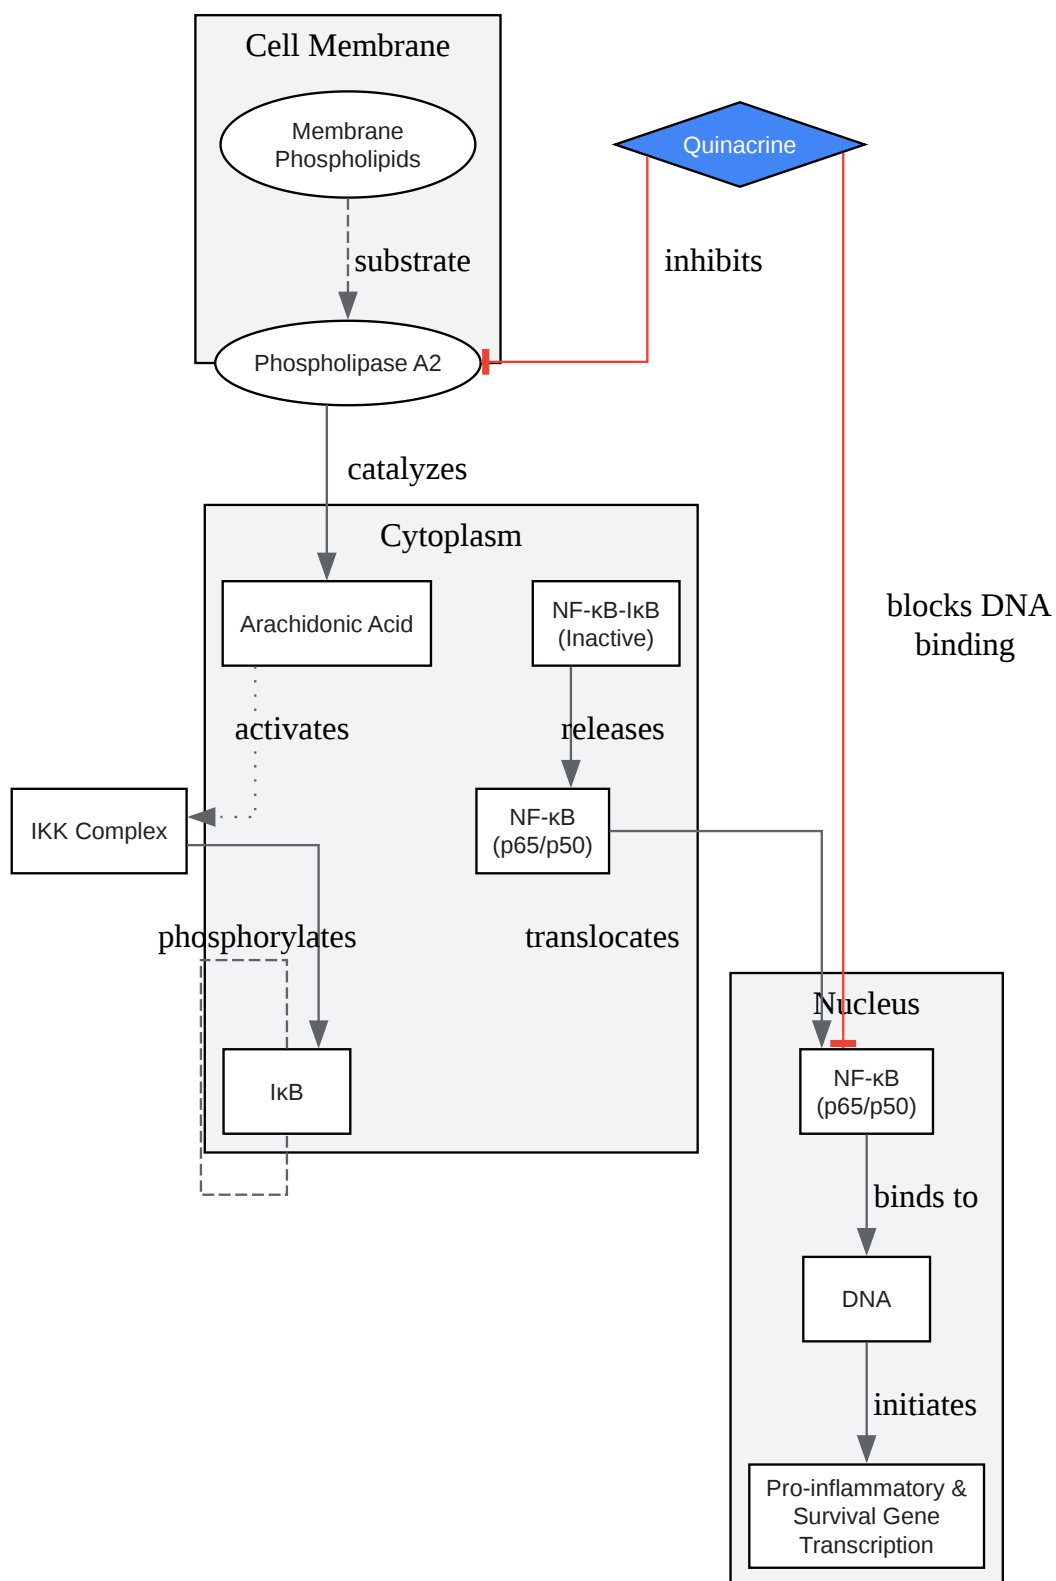 Cell Membrane
Membrane
Phospholipids
Quinacrine
substrate
inhibits
Phospholipase A2
catalyzes
Cytoplasm
Arachidonic Acid
NF-κB-IκB
(Inactive)
blocks DNA
binding
activates
releases
IKK Complex
NF-κB
(p65/p50)
phosphorylates
translocates
Nucleus
IκB
NF-κB
(p65/p50)
binds to
DNA
initiates
Pro-inflammatory &
Survival Gene
Transcription